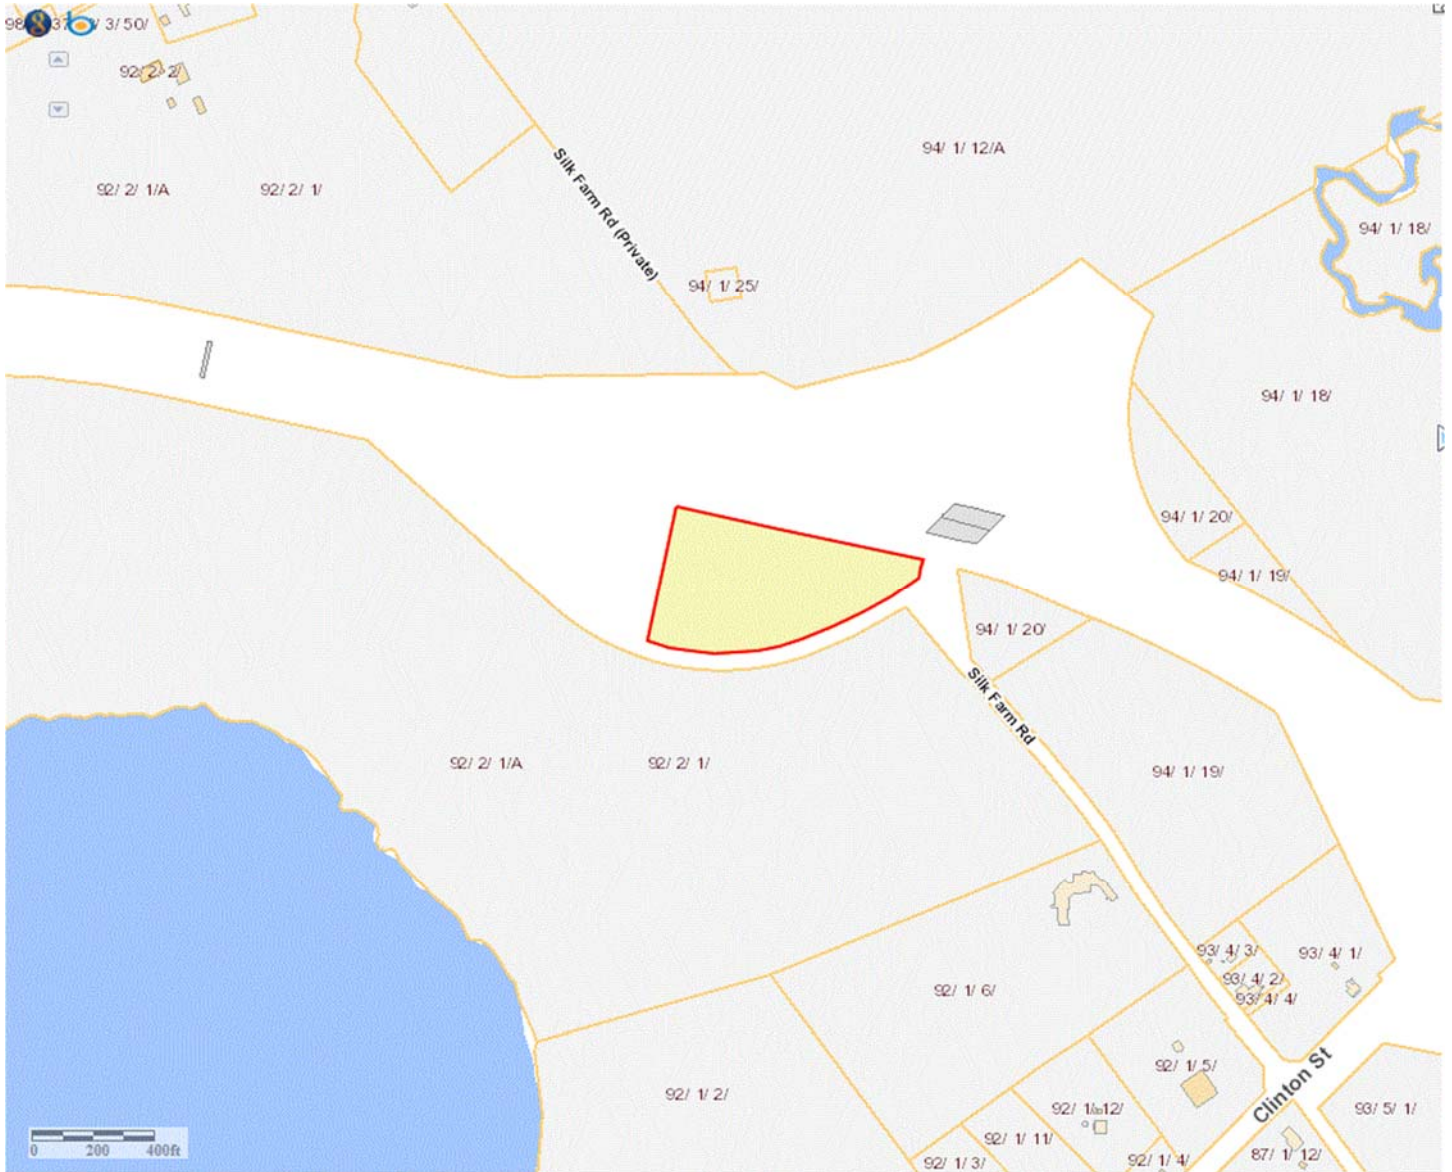 3/ 50/
92/ 2/ 2/
94/ 1/ 12/A
92/ 2/ 1/A
92/ 2/ 1/
Silk Farm Rd (Private)
94/ 1/ 18/
94/ 1/ 25/
94/ 1/ 18/
94/ 1/ 20/
94/ 1/ 19/
94/ 1/ 20/
Silk Farm Rd
92/ 2/ 1/A
92/ 2/ 1/
94/ 1/ 19/
93/ 4/ 3/
93/ 4/ 1/
93/ 4/ 2/
93/ 4/ 4/
92/ 1/ 6/
92/ 1/ 5/
Clinton St
92/ 1/ 2/
92/ 1/ 12/
93/ 5/ 1/
92/ 1/ 11/
87/ 1/ 12/
92/ 1/ 3/
92/ 1/ 4/
0 200 400ft